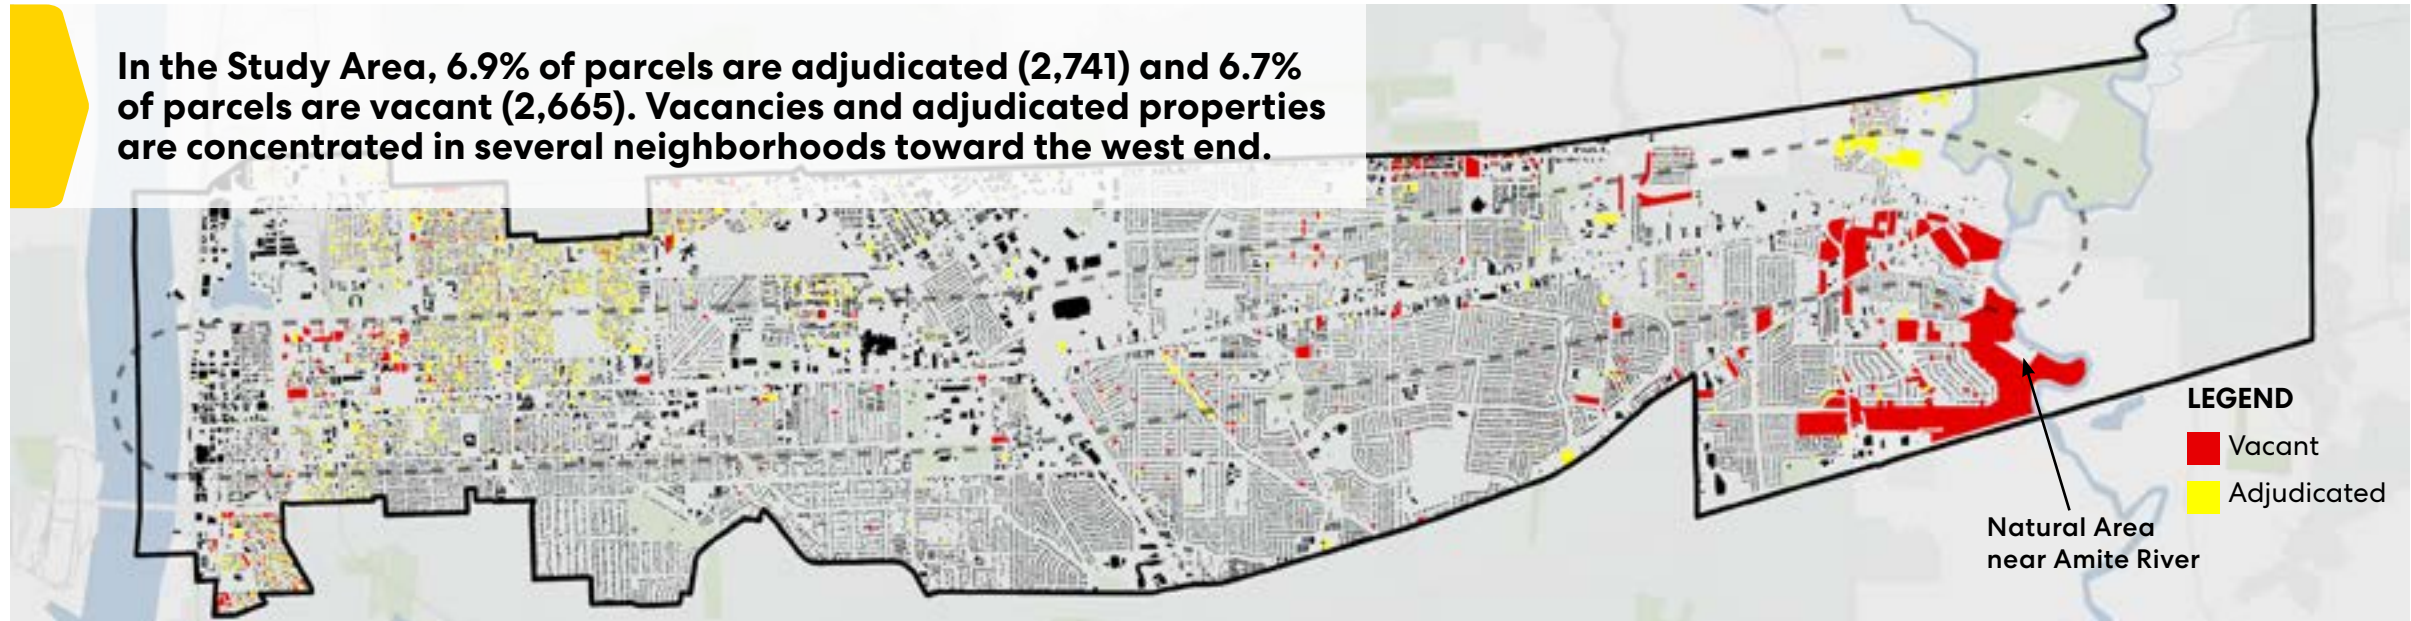 In the Study Area, 6.9% of parcels are adjudicated (2,741) and 6.7%
of parcels are vacant (2,665). Vacancies and adjudicated properties
are concentrated in several neighborhoods toward the west end.
LEGEND
Vacant
Adjudicated
Natural Area
near Amite River